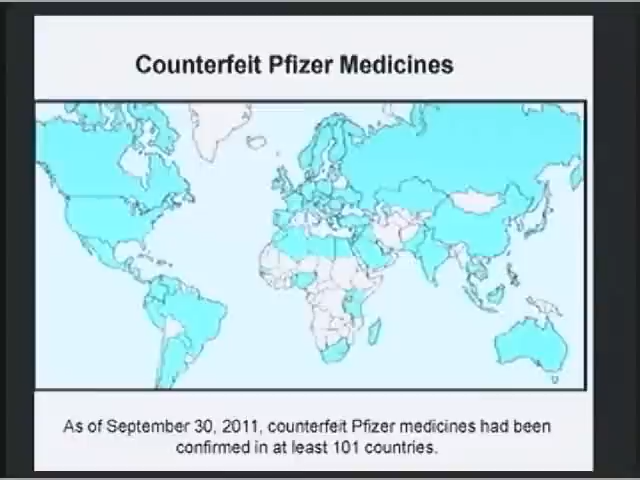 Counterfeit Pfizer Medicines
As of September 30, 2011, counterfeit Pfizer medicines had been
confirmed in at least 101 countries.